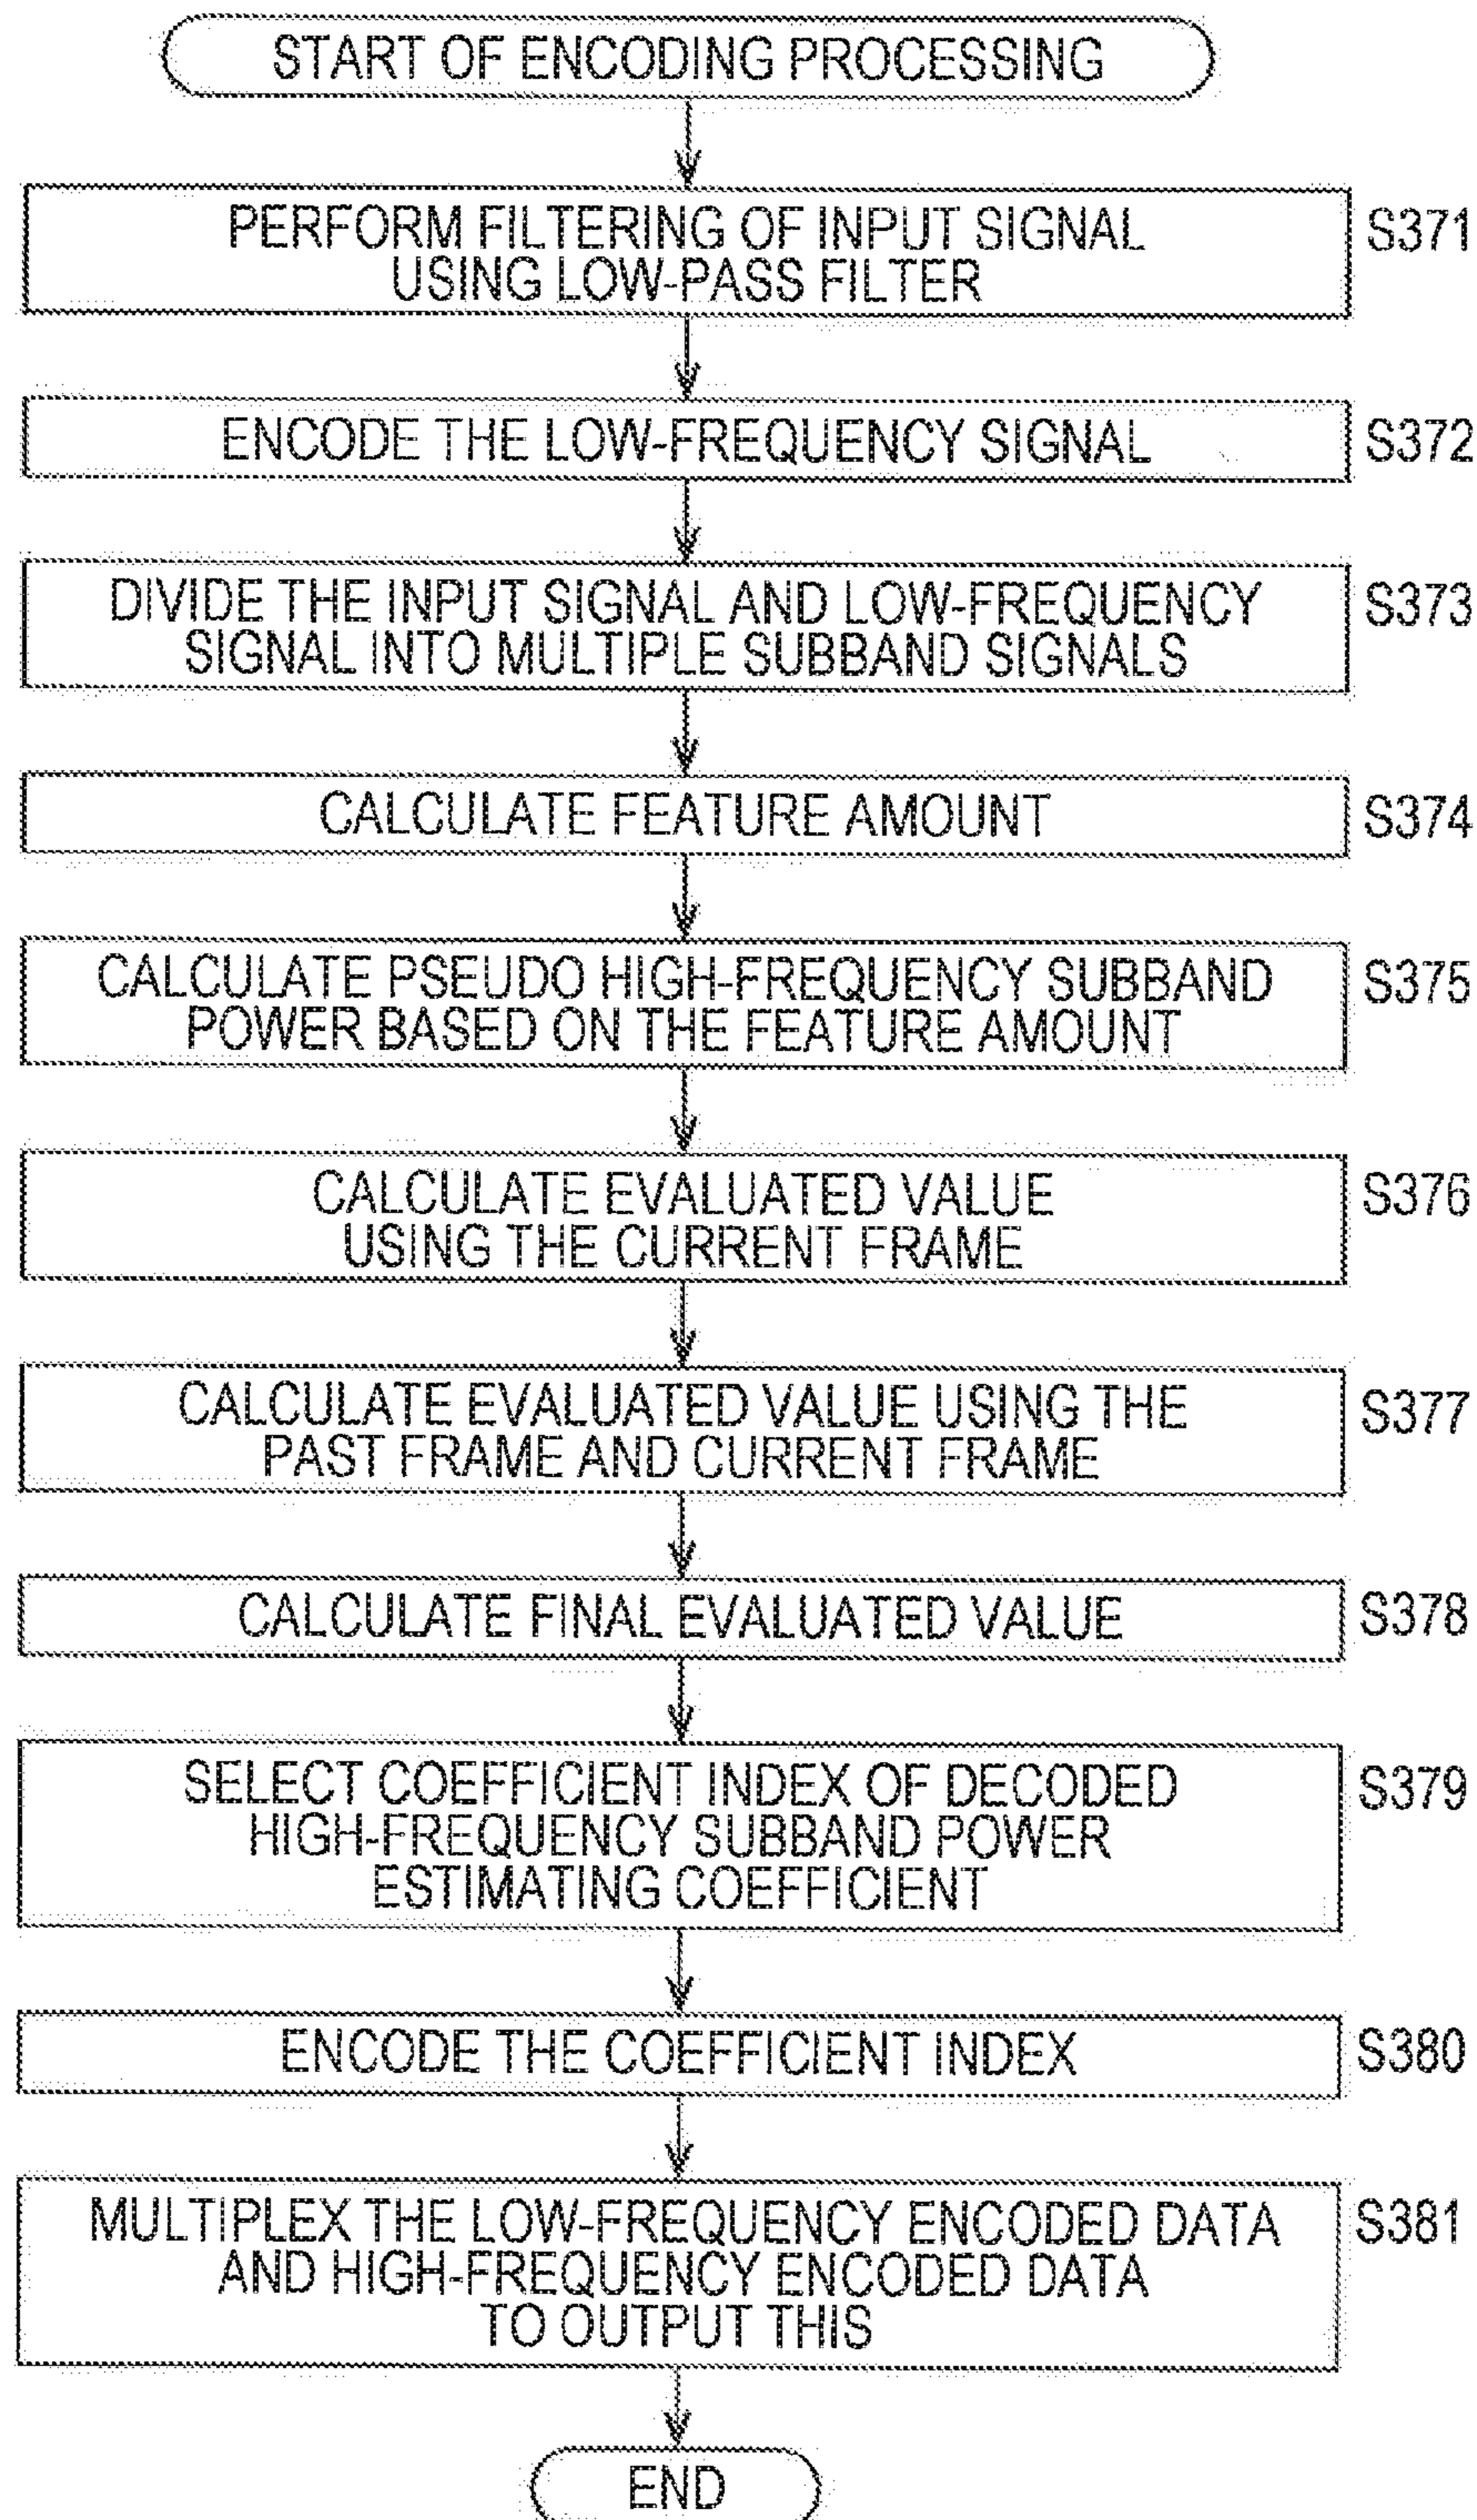 START OF ENCODING PROCESSING
PERFORM FILTERING OF INPUT SIGNAL
USING LOW-PASS FILTER
S371
ENCODE THE LOW-FREQUENCY SIGNAL
S372
DIVIDE THE INPUT SIGNAL AND LOW-FREQUENCY
SIGNAL INTO MULTIPLE SUBBAND SIGNALS
S373
CALCULATE FEATURE AMOUNT
S374
CALCULATE PSEUDO HIGH-FREQUENCY SUBBAND
POWER BASED ON THE FEATURE AMOUNT
S375
CALCULATE EVALUATED VALUE
USING THE CURRENT FRAME
S376
CALCULATE EVALUATED VALUE USING THE
PAST FRAME AND CURRENT FRAME
S377
CALCULATE FINAL EVALUATED VALUE
S378
SELECT COEFFICIENT INDEX OF DECODED
HIGH-FREQUENCY SUBBAND POWER
ESTIMATING COEFFICIENT
S379
ENCODE THE COEFFICIENT INDEX
S380
MULTIPLEX THE LOW-FREQUENCY ENCODED DATA
AND HIGH-FREQUENCY ENCODED DATA
TO OUTPUT THIS
S381
END